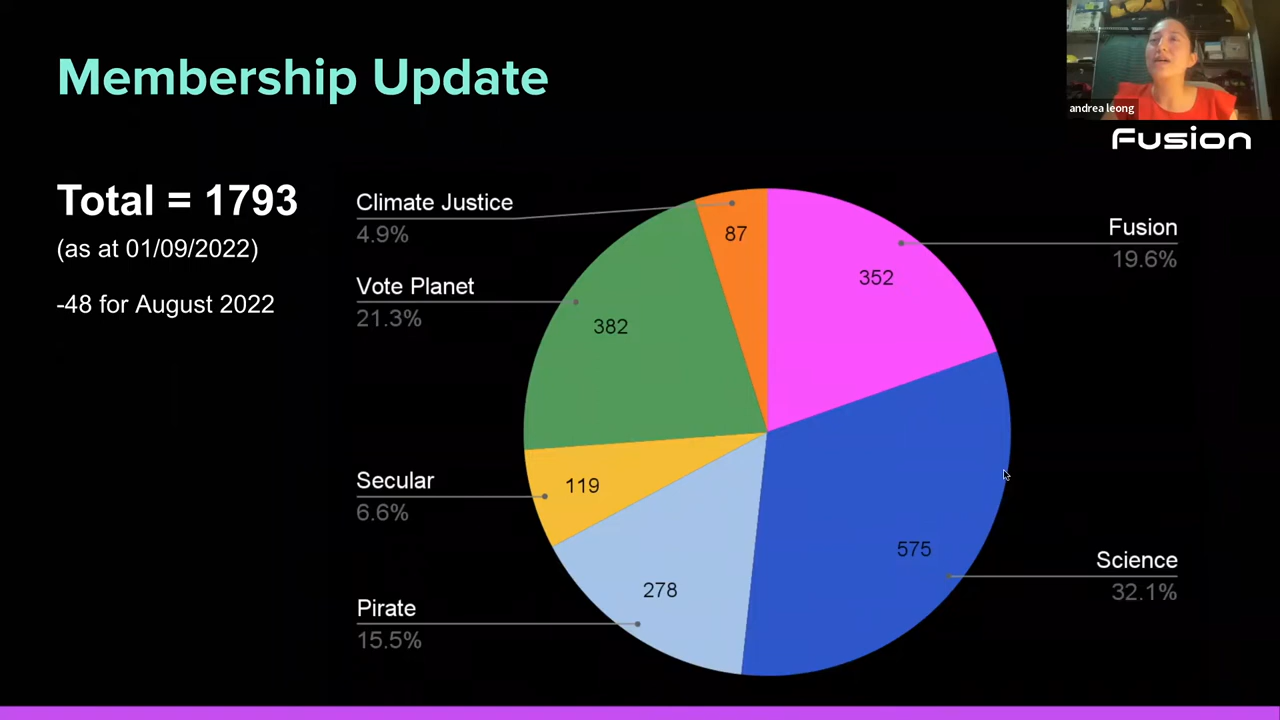 Membership Update
andrea leong
Fusion
Total = 1793
(as at 01/09/2022)
-48 for August 2022
Climate Justice
4.9%
87
Vote Planet
21.3%
382
Secular
6.6%
119
Pirate
15.5%
278
Fusion
19.6%
352
Science
32.1%
575